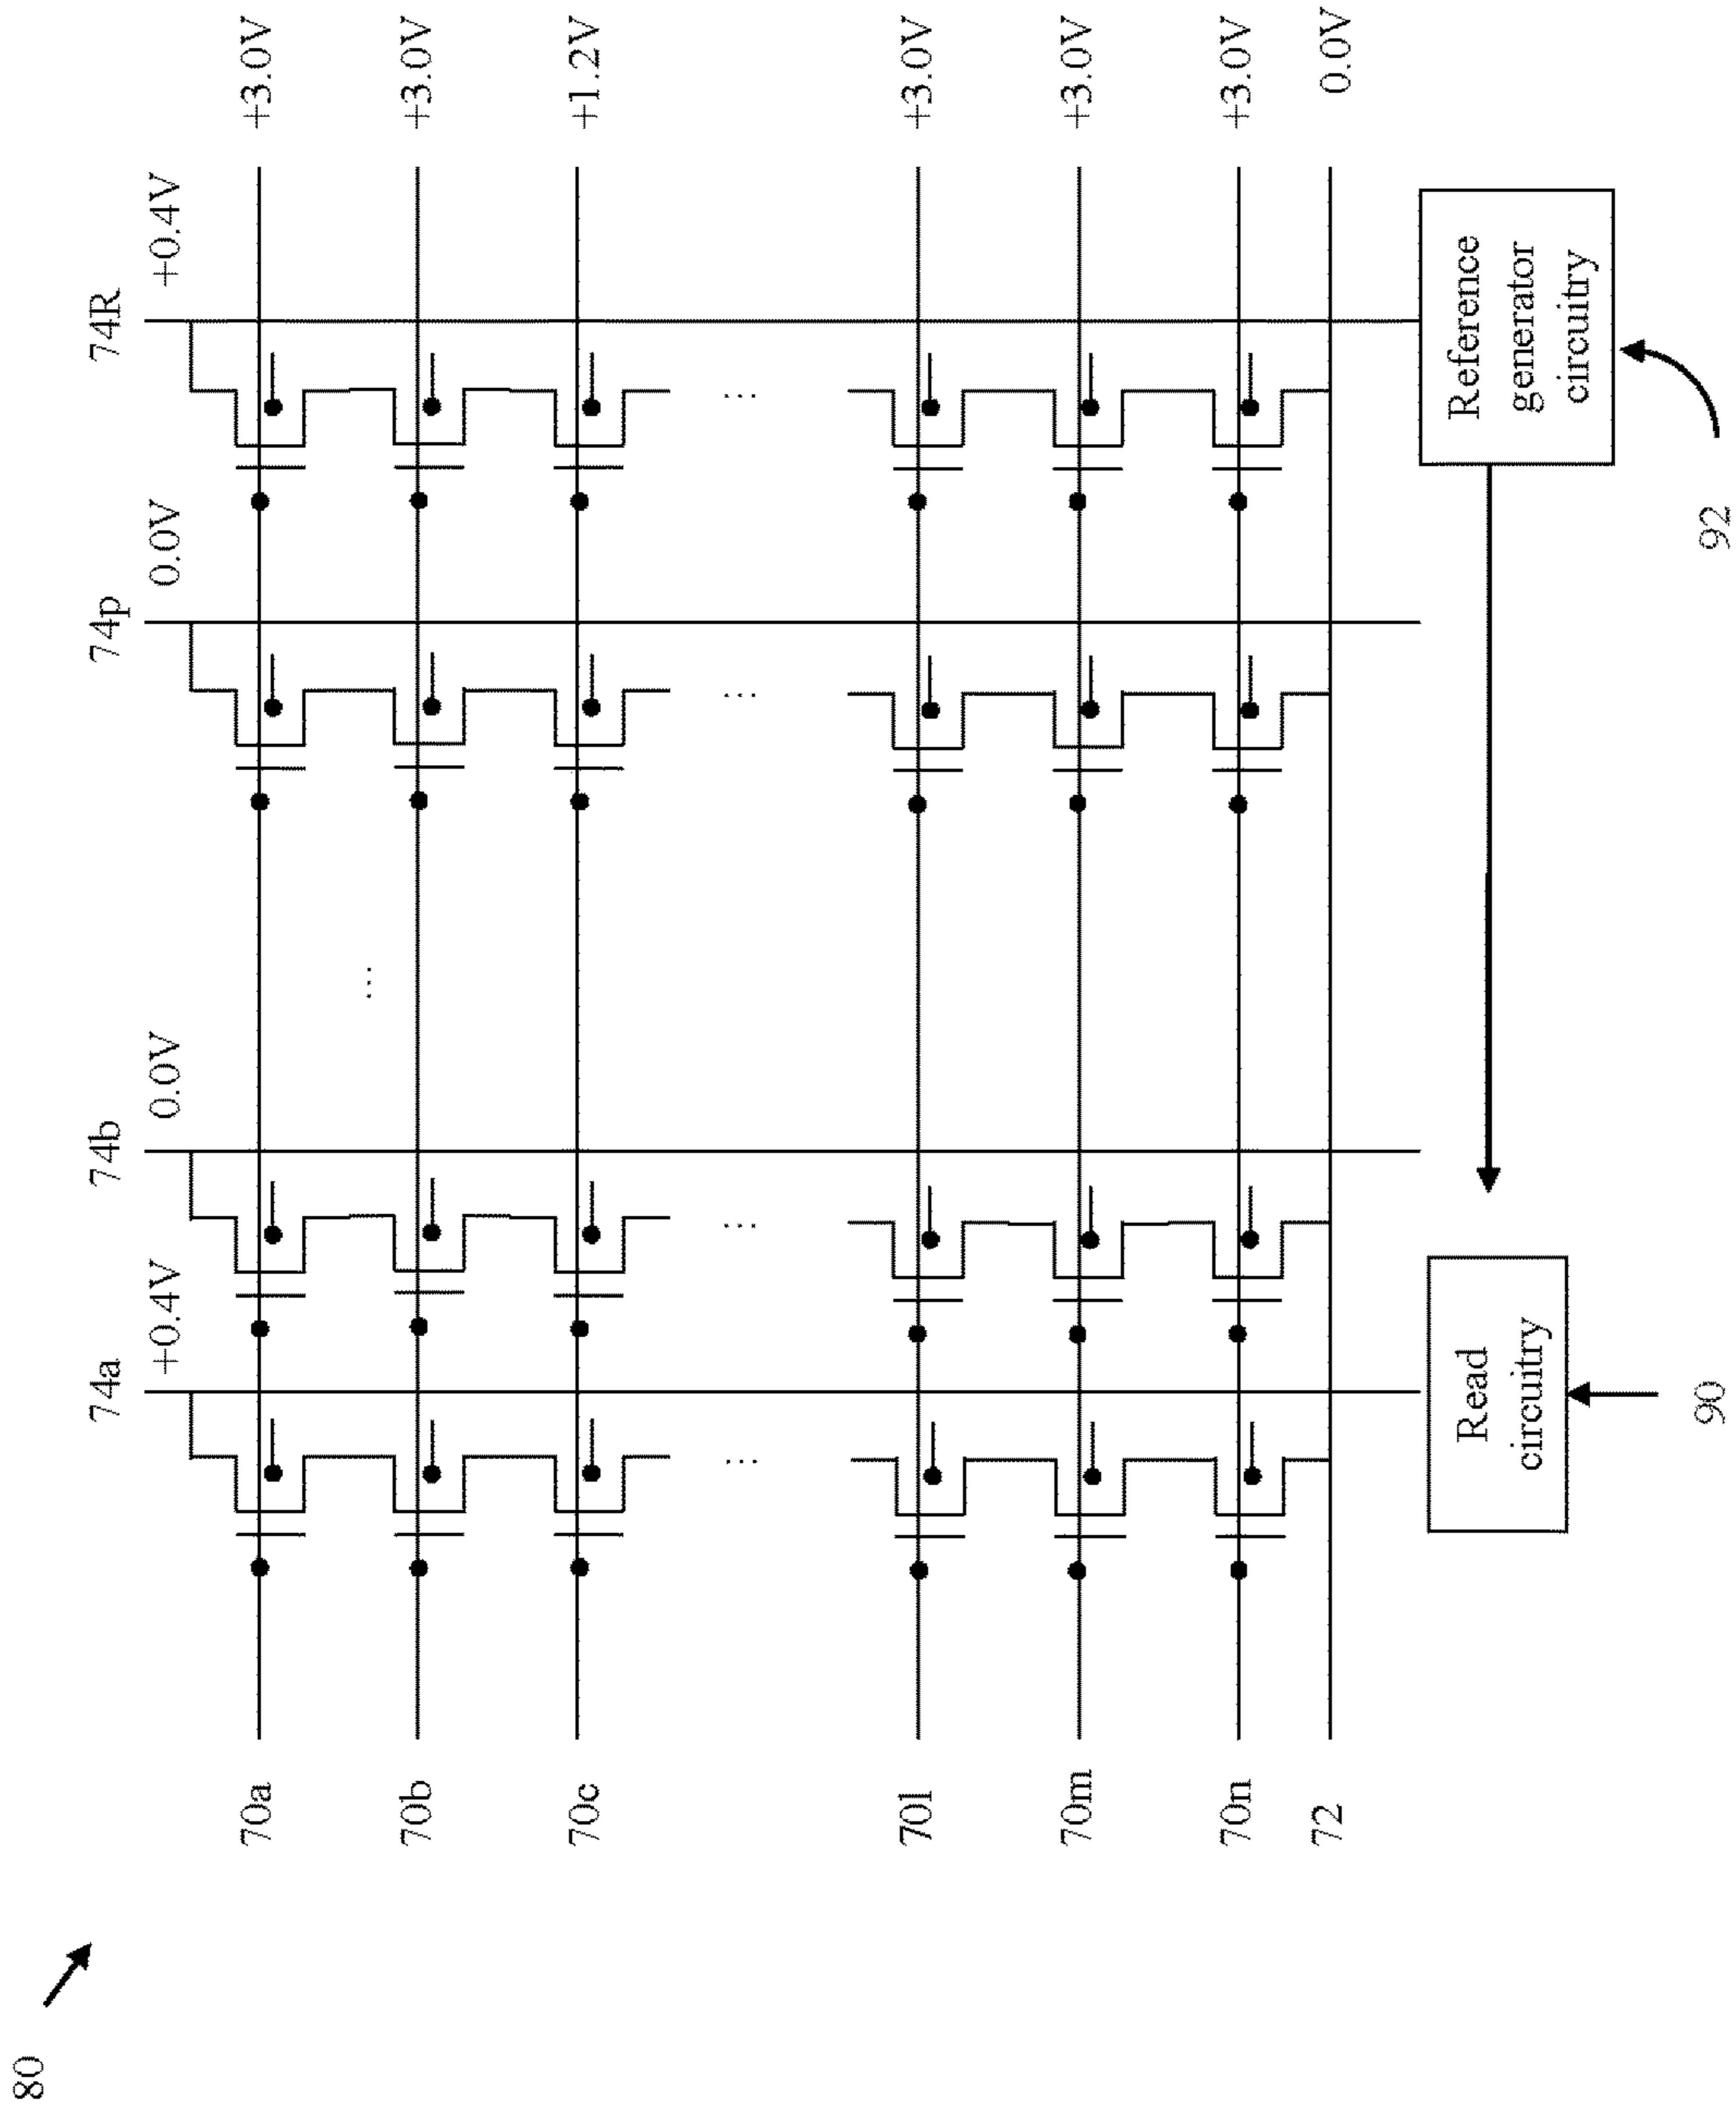 80
74a
+0.4V
74b
0.0V
...
74p
0.0V
74R
+0.4V
70a
+3.0V
70b
+3.0V
70c
+1.2V
...
...
...
...
70l
+3.0V
70m
+3.0V
70n
+3.0V
72
0.0V
Read
circuitry
90
Reference
generator
circuitry
92